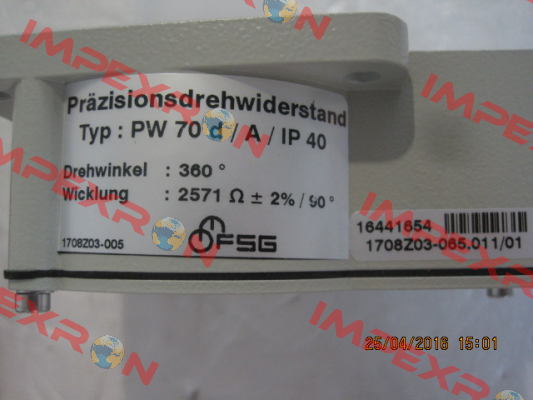 Präzisionsdrehwiderstand
Typ : PW 70 d / A / IP 40
Drehwinkel : 360 °
Wicklung : 2571 Ω ± 2% / 90 °
1708Z03-005
FSG
16441654
1708Z03-065.011/01
25/04/2016 15:01
IMPEXRON
IMPEXRON
IMPEXRON
IMPEXRON
IMPEXRON